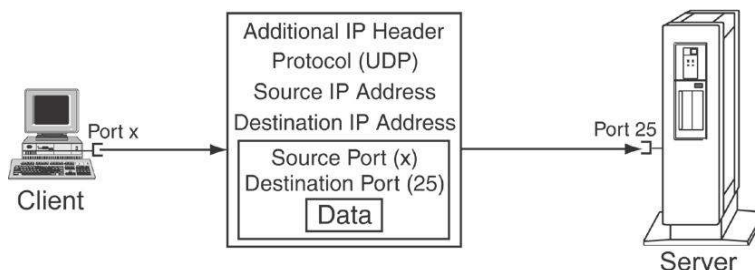 Additional IP Header
Protocol (UDP)
Source IP Address
Destination IP Address
Port x
Port 25
Source Port (x)
Destination Port (25)
Data
Client
Server